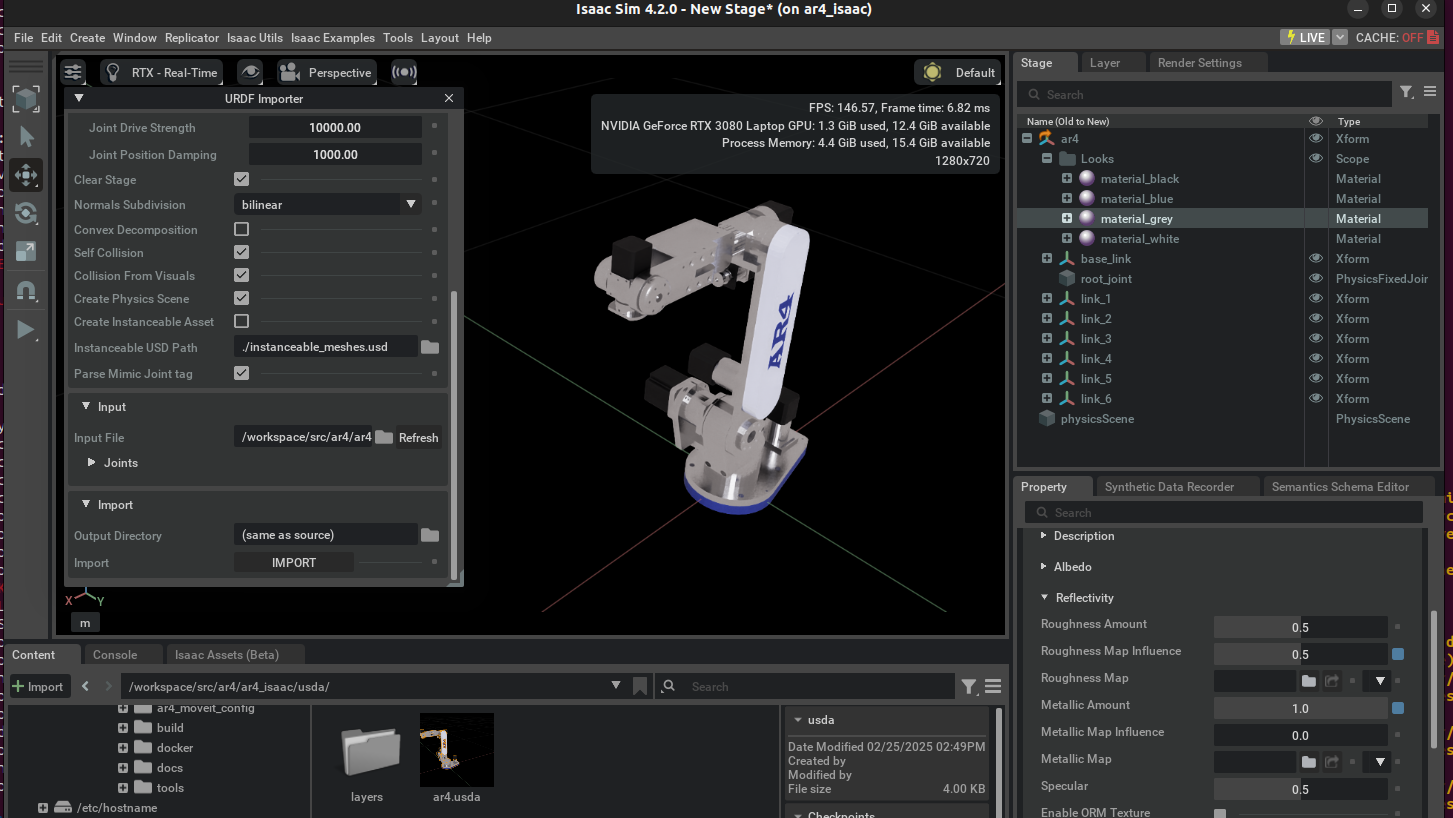 Isaac Sim 4.2.0 - New Stage* (on ar4_isaac)
File Edit Create Window Replicator Isaac Utils Isaac Examples Tools Layout Help
LIVE CACHE: OFF
RTX - Real-Time
Perspective
Default
URDF Importer
Joint Drive Strength 10000.00
Joint Position Damping 1000.00
Clear Stage
Normals Subdivision bilinear
Convex Decomposition
Self Collision
Collision From Visuals
Create Physics Scene
Create Instanceable Asset
Instanceable USD Path ./instanceable_meshes.usd
Parse Mimic Joint tag
Input
Input File /workspace/src/ar4/ar4 Refresh
Joints
Import
Output Directory (same as source)
Import IMPORT
X Y
m
FPS: 146.57, Frame time: 6.82 ms
NVIDIA GeForce RTX 3080 Laptop GPU: 1.3 GiB used, 12.4 GiB available
Process Memory: 4.4 GiB used, 15.4 GiB available
1280x720
AR4
Stage Layer Render Settings
Search
Name (Old to New) Type
ar4 Xform
Looks Scope
material_black Material
material_blue Material
material_grey Material
material_white Material
base_link Xform
root_joint PhysicsFixedJoir
link_1 Xform
link_2 Xform
link_3 Xform
link_4 Xform
link_5 Xform
link_6 Xform
physicsScene PhysicsScene
Property Synthetic Data Recorder Semantics Schema Editor
Search
Description
Albedo
Reflectivity
Roughness Amount 0.5
Roughness Map Influence 0.5
Roughness Map
Metallic Amount 1.0
Metallic Map Influence 0.0
Metallic Map
Specular 0.5
Enable ORM Texture
Content Console Isaac Assets (Beta)
Import /workspace/src/ar4/ar4_isaac/usda/ Search
ar4_moveit_config
build
docker
docs
tools
/etc/hostname
layers
ar4.usda
usda
Date Modified 02/25/2025 02:49PM
Created by
Modified by
File size 4.00 KB
Checkpoints